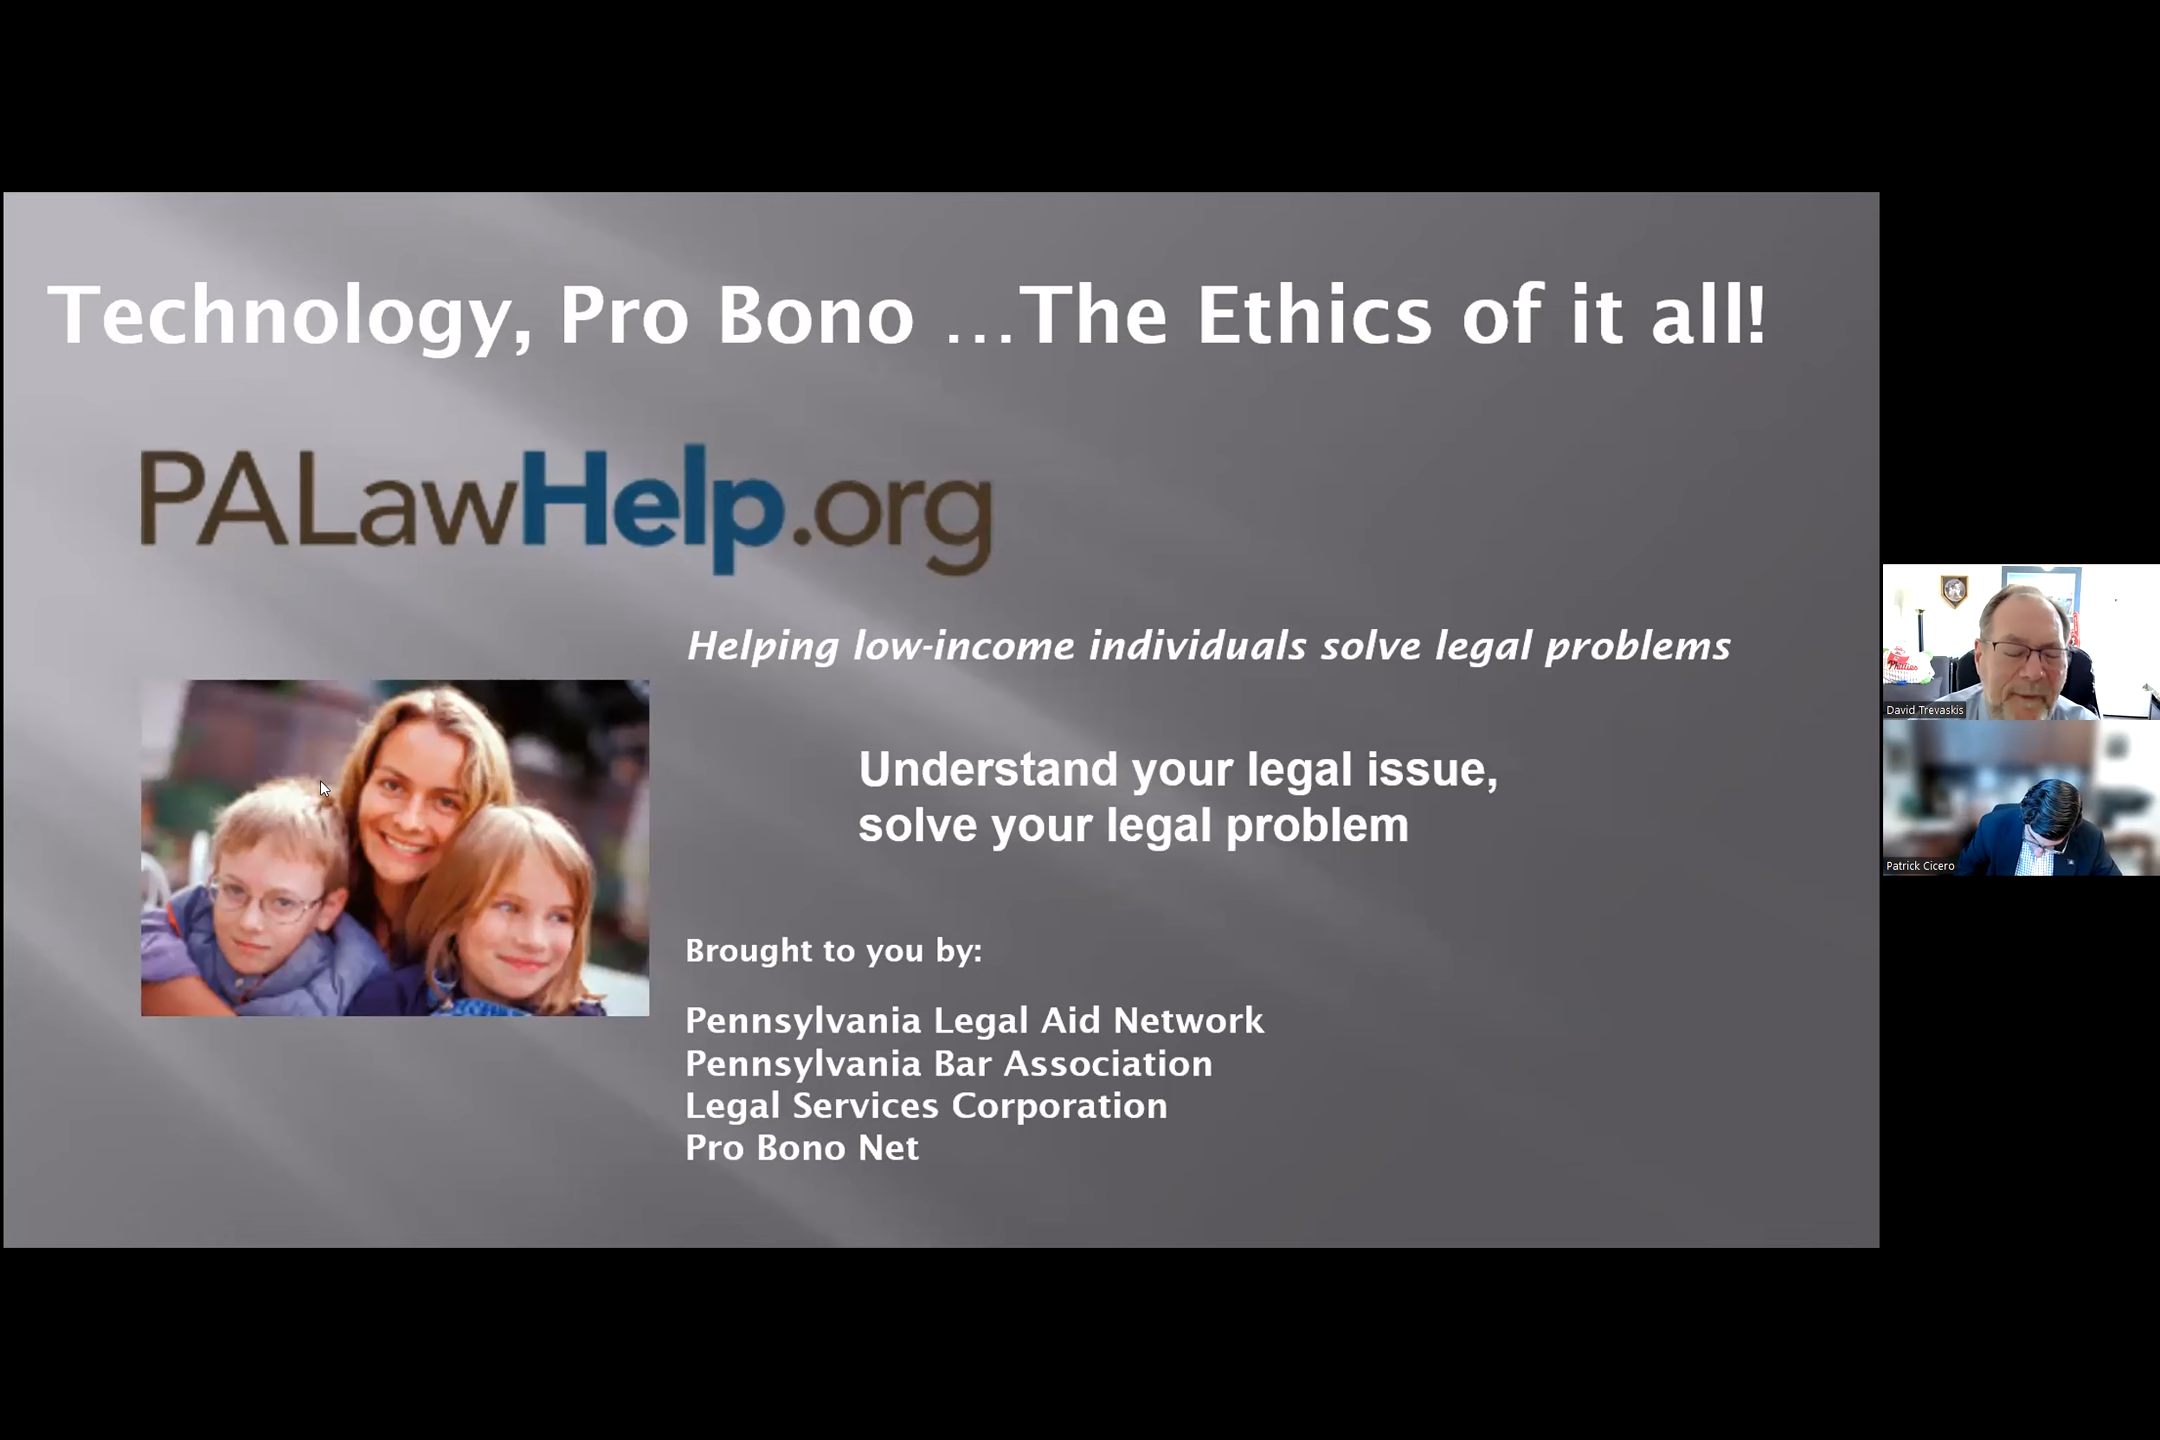 Technology, Pro Bono ...The Ethics of it all!
PALawHelp.org
Helping low-income individuals solve legal problems
Understand your legal issue,
solve your legal problem
Brought to you by:
Pennsylvania Legal Aid Network
Pennsylvania Bar Association
Legal Services Corporation
Pro Bono Net
Phillies
David Trevaskis
Patrick Cicero